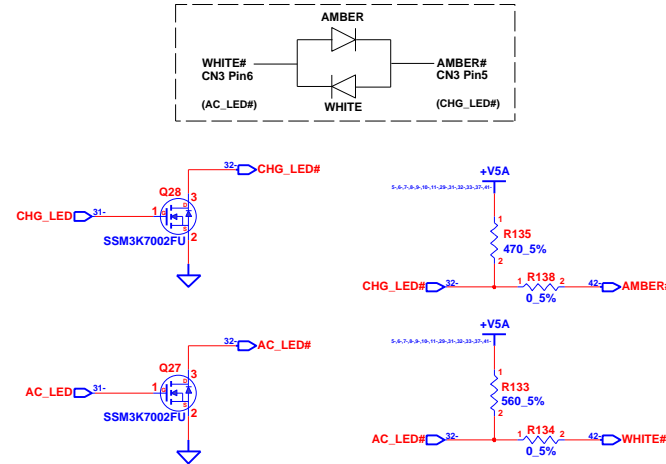 AMBER
WHITE#
CN3 Pin6
(AC_LED#)
AMBER#
CN3 Pin5
(CHG_LED#)
WHITE
32-
CHG_LED#
Q28
3
D
CHG_LED
31-
1
G
S
2
SSM3K7002FU
+V5A
1
R135
470_5%
2
CHG_LED#
32-
R138
1
2
0_5%
42-
AMBER#
32-
AC_LED#
Q27
3
D
AC_LED
31-
1
G
S
2
SSM3K7002FU
+V5A
1
R133
560_5%
2
AC_LED#
32-
R134
1
2
0_5%
42-
WHITE#